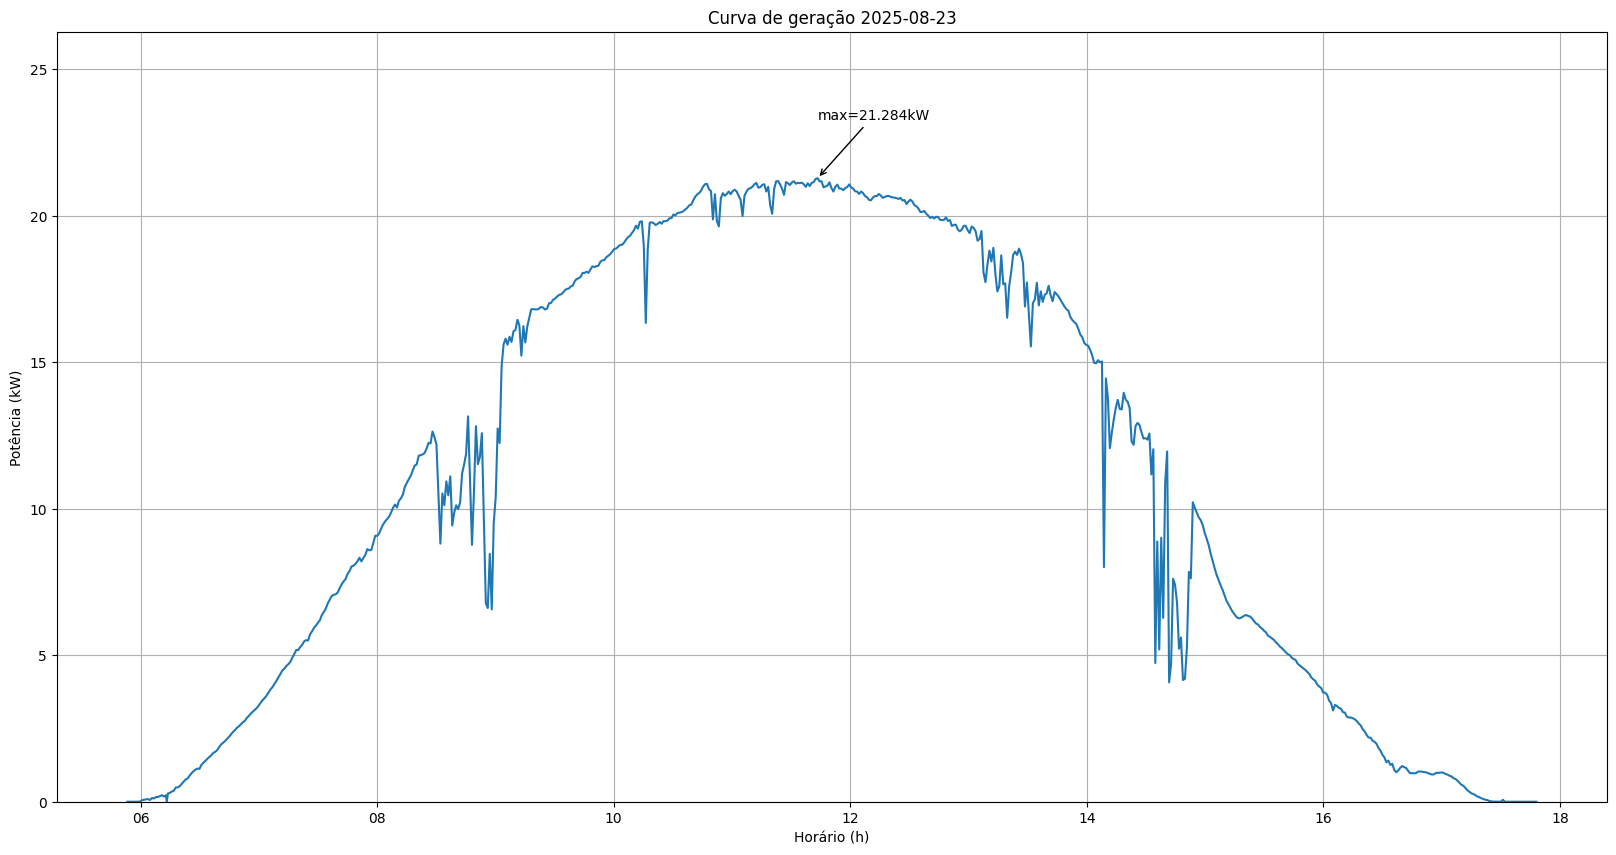 Curva de geração 2025-08-23
25
max=21.284kW
20
15
Potência (kW)
10
5
0
06 08 10 12 14 16 18
Horário (h)